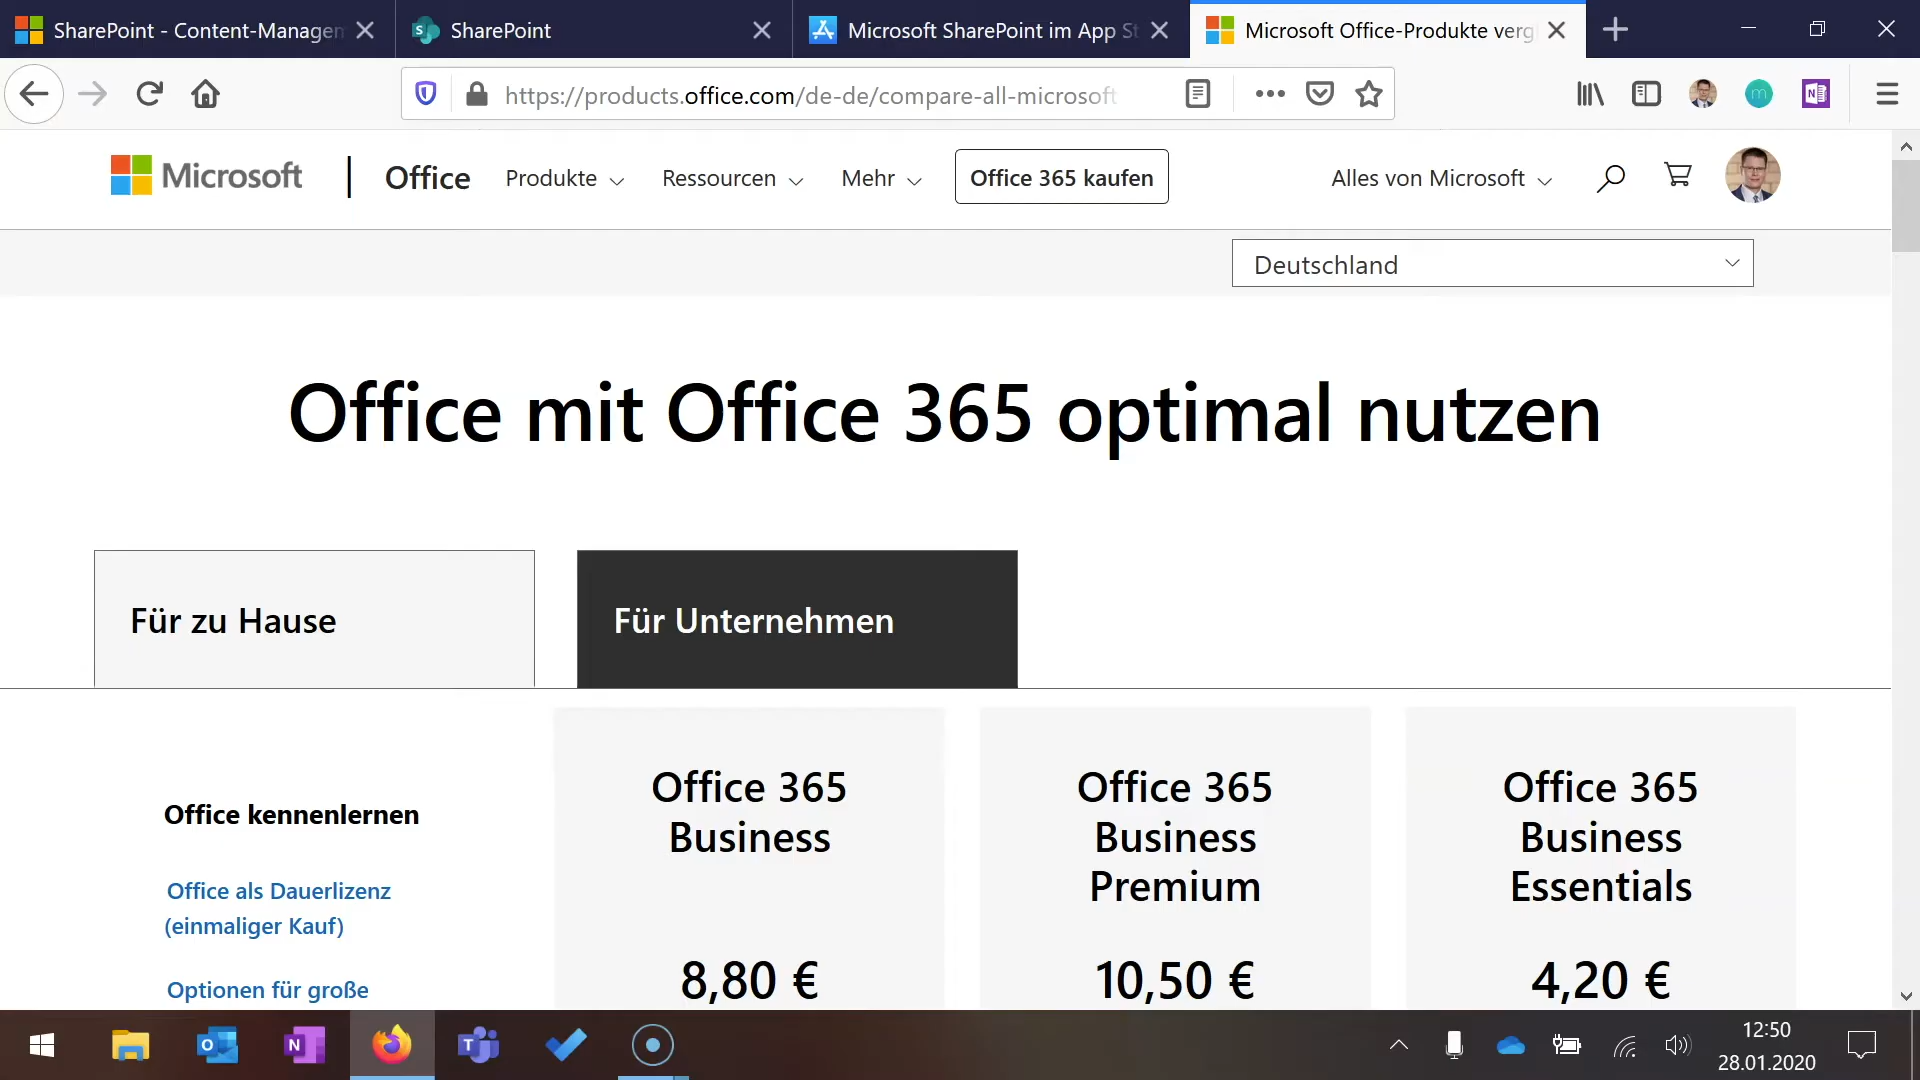 SharePoint - Content-Managem
SharePoint
Microsoft SharePoint im App St
Microsoft Office-Produkte verg
https://products.office.com/de-de/compare-all-microsoft
Microsoft
Office
Produkte
Ressourcen
Mehr
Office 365 kaufen
Alles von Microsoft
Deutschland
Office mit Office 365 optimal nutzen
Für zu Hause
Für Unternehmen
Office kennenlernen
Office als Dauerlizenz
(einmaliger Kauf)
Optionen für große
Office 365
Business
8,80 €
Office 365
Business
Premium
10,50 €
Office 365
Business
Essentials
4,20 €
12:50
28.01.2020